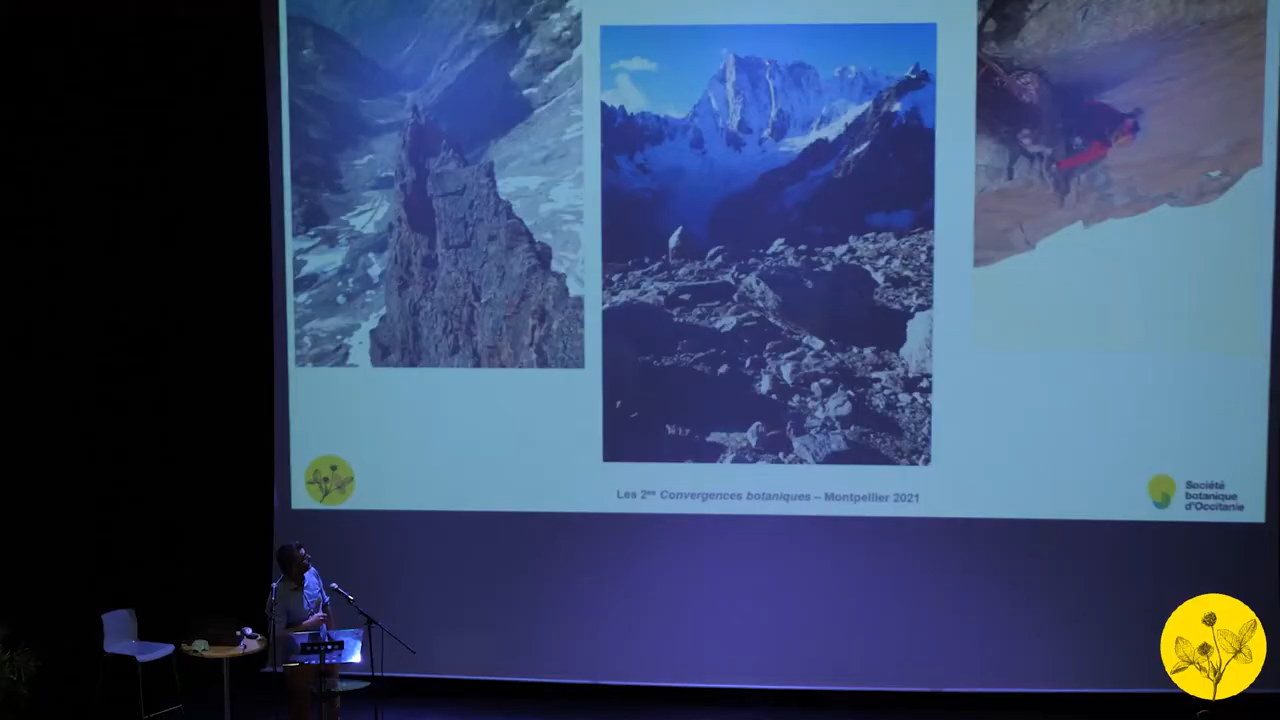 Les 2es Convergences botaniques – Montpellier 2021
Société
botanique
d'Occitanie